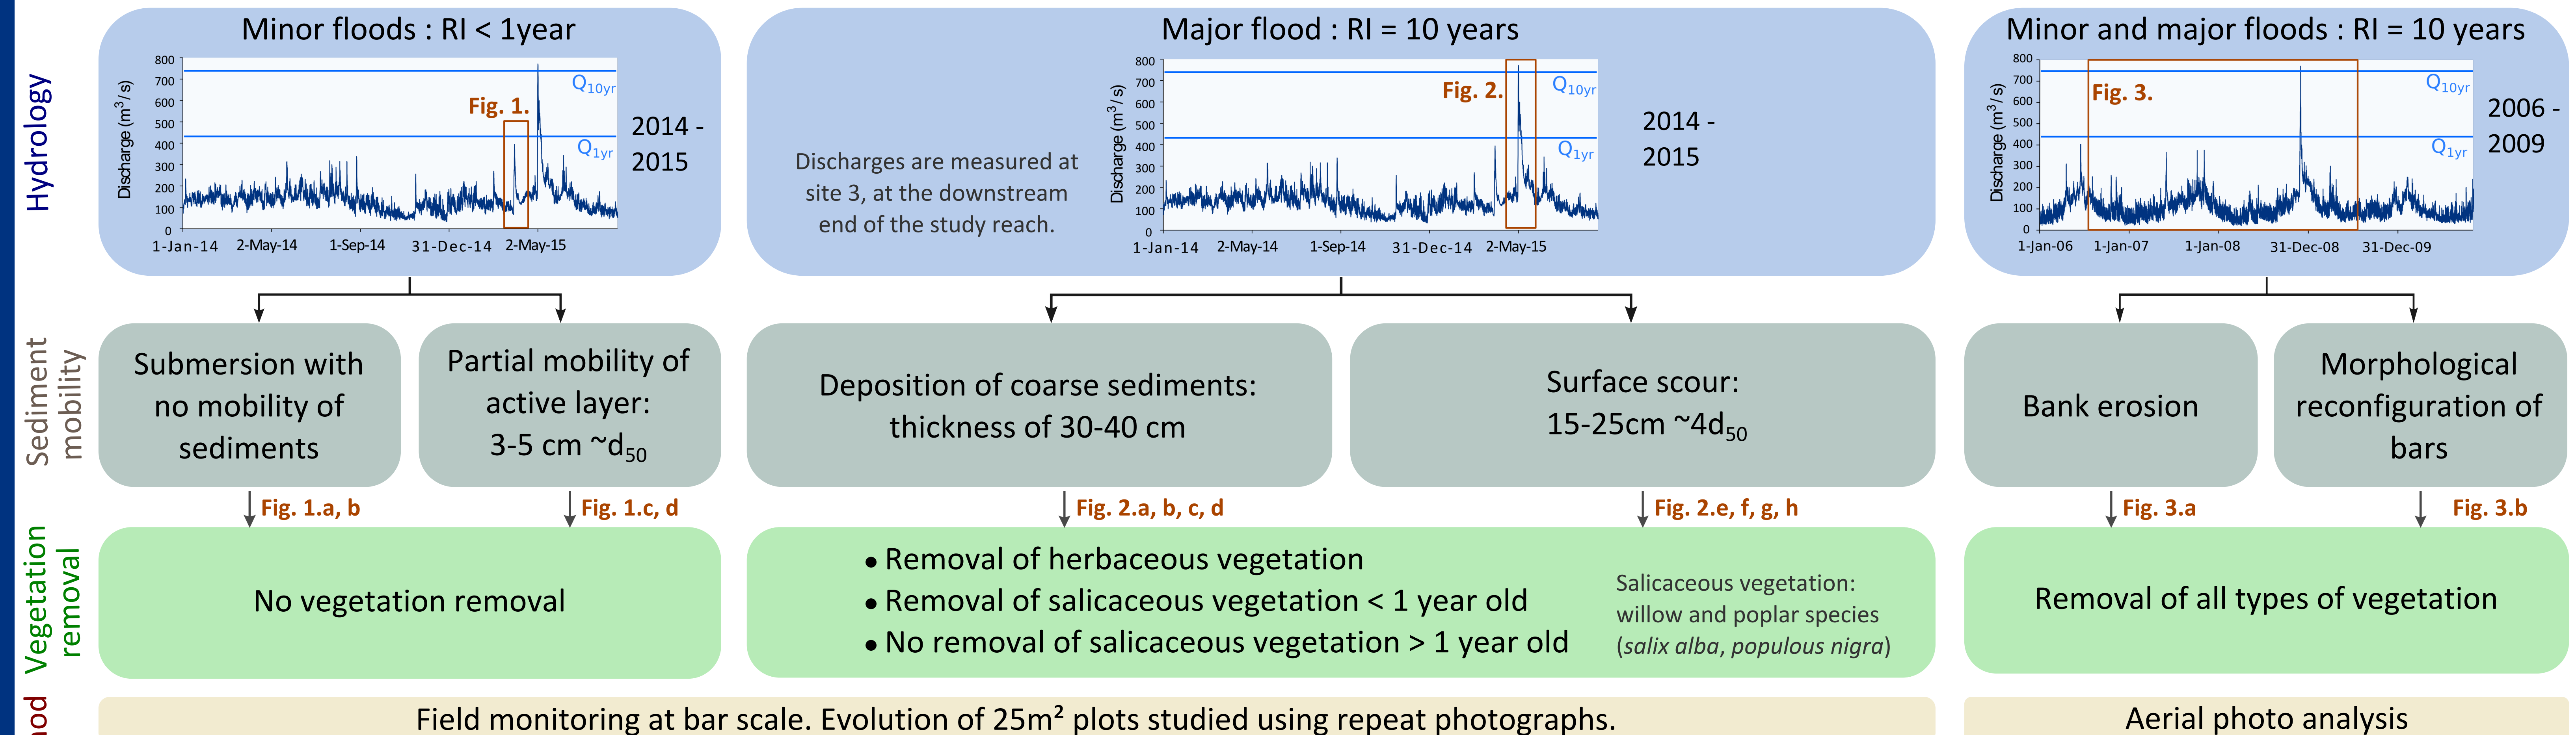 Hydrology
Minor floods : RI < 1year
Discharge (m³/ s)
800
700
600
500
400
300
200
100
0
Q10yr
Q1yr
Fig. 1.
1-Jan-14
2-May-14
1-Sep-14
31-Dec-14
2-May-15
2014 -
2015
Major flood : RI = 10 years
Discharges are measured at
site 3, at the downstream
end of the study reach.
Discharge (m³/ s)
800
700
600
500
400
300
200
100
0
Q10yr
Q1yr
Fig. 2.
1-Jan-14
2-May-14
1-Sep-14
31-Dec-14
2-May-15
2014 -
2015
Minor and major floods : RI = 10 years
Discharge (m³/ s)
800
700
600
500
400
300
200
100
0
Q10yr
Q1yr
Fig. 3.
1-Jan-06
1-Jan-07
1-Jan-08
31-Dec-08
31-Dec-09
2006 -
2009
Sediment
mobility
Submersion with
no mobility of
sediments
Partial mobility of
active layer:
3-5 cm ~d50
Deposition of coarse sediments:
thickness of 30-40 cm
Surface scour:
15-25cm ~4d50
Bank erosion
Morphological
reconfiguration of
bars
Fig. 1.a, b
Fig. 1.c, d
Fig. 2.a, b, c, d
Fig. 2.e, f, g, h
Fig. 3.a
Fig. 3.b
Vegetation
removal
No vegetation removal
• Removal of herbaceous vegetation
• Removal of salicaceous vegetation < 1 year old
• No removal of salicaceous vegetation > 1 year old
Salicaceous vegetation:
willow and poplar species
(salix alba, populous nigra)
Removal of all types of vegetation
Field monitoring at bar scale. Evolution of 25m² plots studied using repeat photographs.
Aerial photo analysis